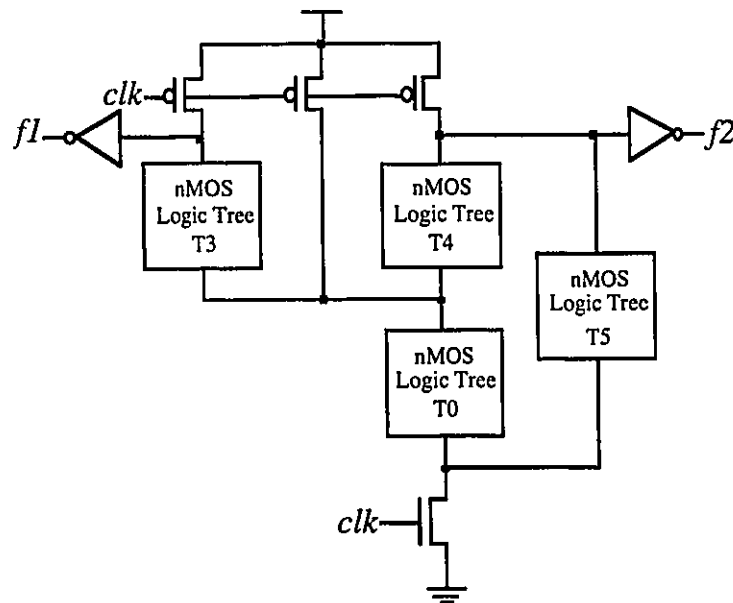 clk
f1
f2
nMOS
Logic Tree
T3
nMOS
Logic Tree
T4
nMOS
Logic Tree
T5
nMOS
Logic Tree
T0
clk